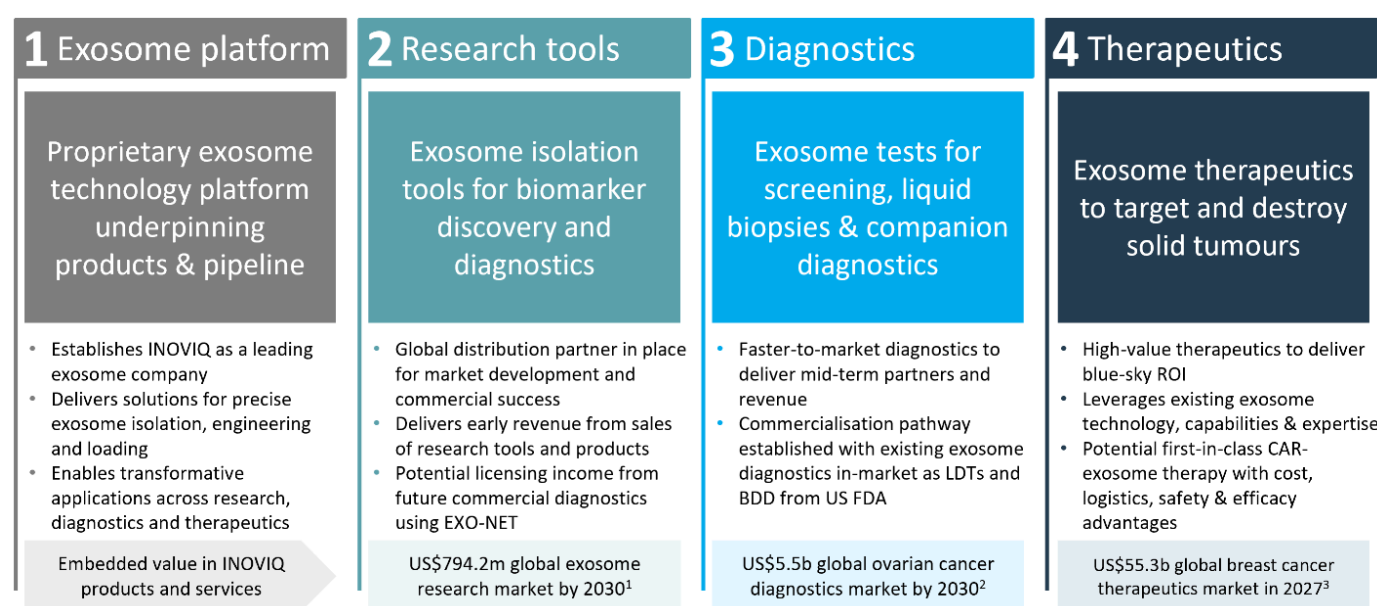 1 Exosome platform
Proprietary exosome
technology platform
underpinning
products & pipeline
• Establishes INOVIQ as a leading
exosome company
• Delivers solutions for precise
exosome isolation, engineering
and loading
• Enables transformative
applications across research,
diagnostics and therapeutics
Embedded value in INOVIQ
products and services
2 Research tools
Exosome isolation
tools for biomarker
discovery and
diagnostics
• Global distribution partner in place
for market development and
commercial success
• Delivers early revenue from sales
of research tools and products
• Potential licensing income from
future commercial diagnostics
using EXO-NET
US$794.2m global exosome
research market by 2030¹
3 Diagnostics
Exosome tests for
screening, liquid
biopsies & companion
diagnostics
• Faster-to-market diagnostics to
deliver mid-term partners and
revenue
• Commercialisation pathway
established with existing exosome
diagnostics in-market as LDTs and
BDD from US FDA
US$5.5b global ovarian cancer
diagnostics market by 2030²
4 Therapeutics
Exosome therapeutics
to target and destroy
solid tumours
• High-value therapeutics to deliver
blue-sky ROI
• Leverages existing exosome
technology, capabilities & expertise
• Potential first-in-class CAR-
exosome therapy with cost,
logistics, safety & efficacy
advantages
US$55.3b global breast cancer
therapeutics market in 2027³